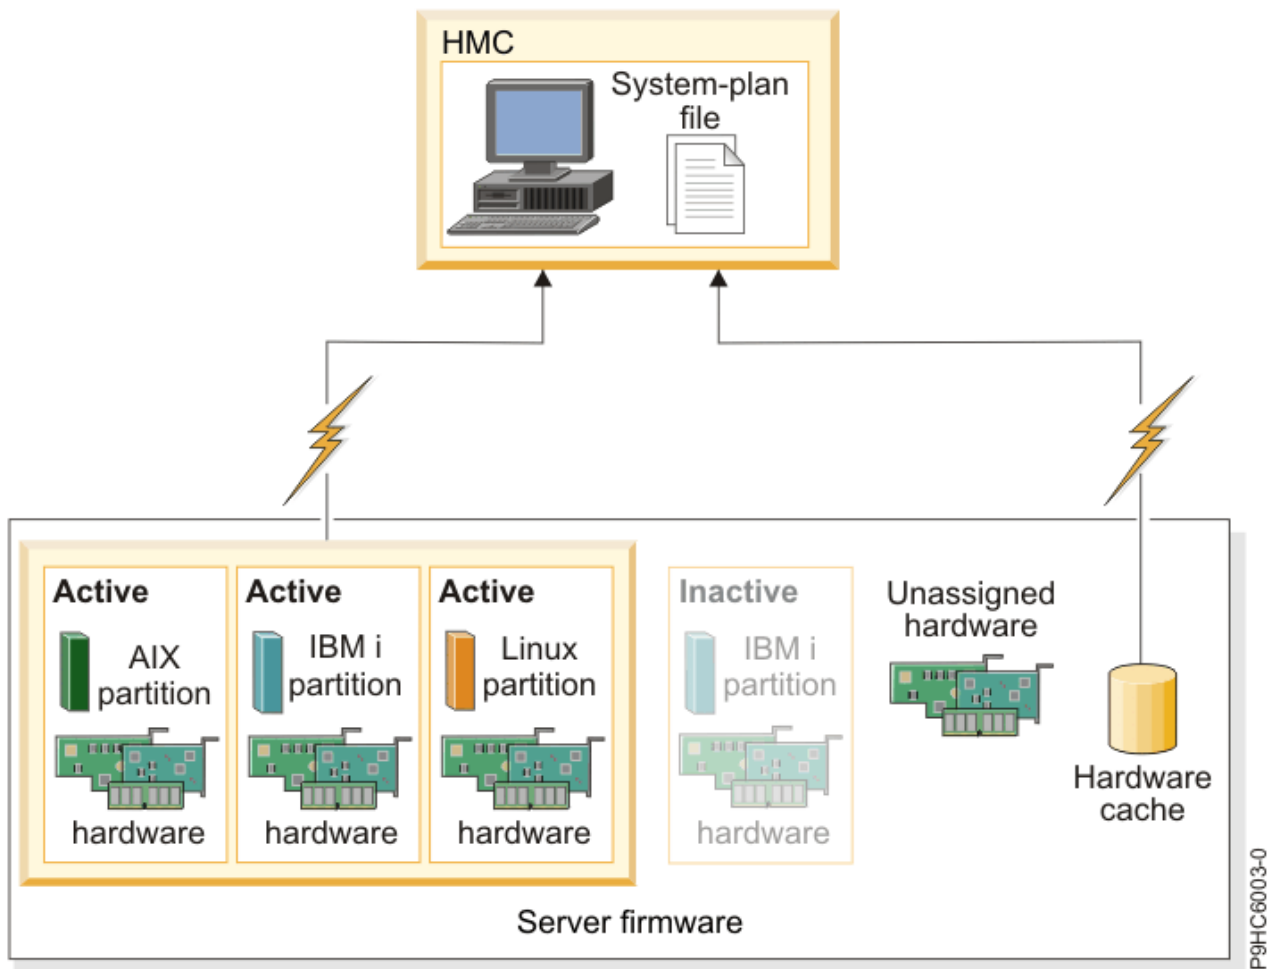 HMC
System-plan
file
Active
AIX
partition
hardware
Active
IBM i
partition
hardware
Active
Linux
partition
hardware
Inactive
IBM i
partition
hardware
Unassigned
hardware
Hardware
cache
Server firmware
P9HC6003-0